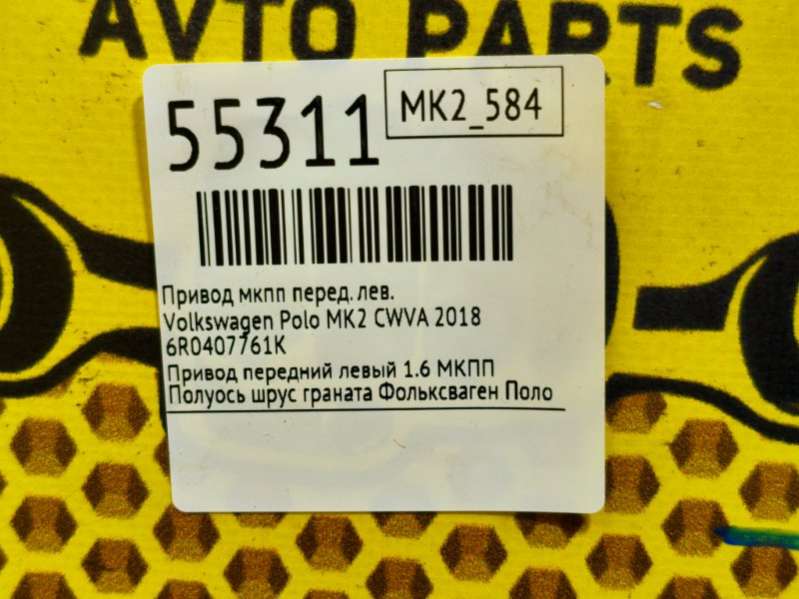 AVTO PARTS
55311
MK2_584
Привод мкпп перед. лев.
Volkswagen Polo MK2 CWVA 2018
6R0407761K
Привод передний левый 1.6 МКПП
Полуось шрус граната Фольксваген Поло